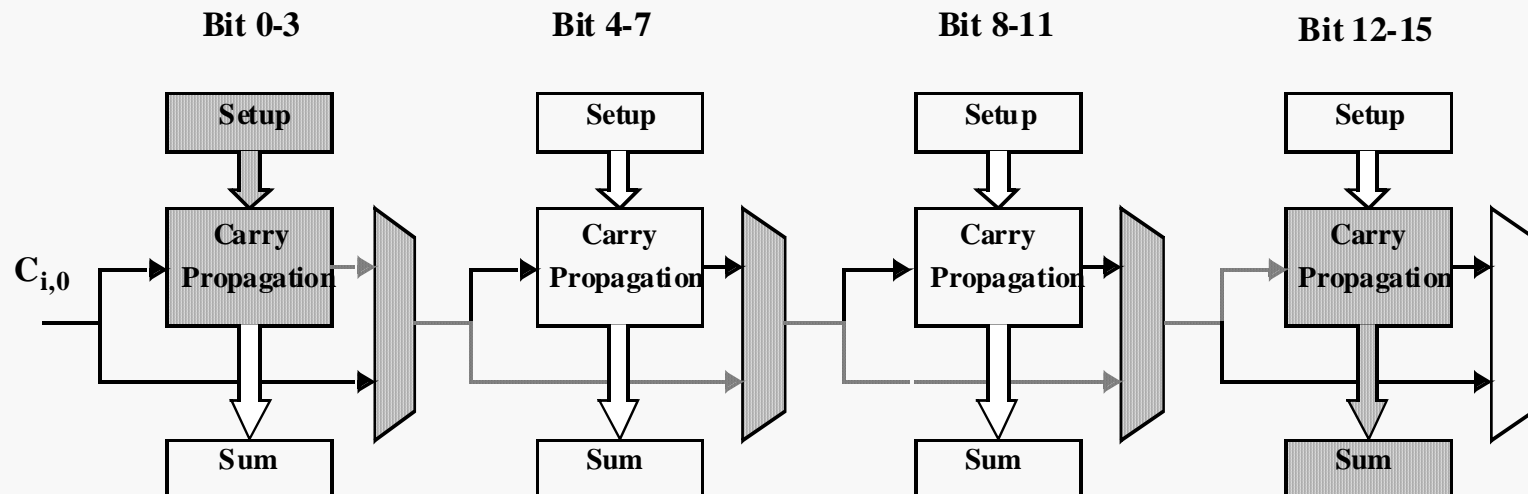 Bit 0-3
Bit 4-7
Bit 8-11
Bit 12-15
Setup
Setup
Setup
Setup
Carry
Propagation
Carry
Propagation
Carry
Propagation
Carry
Propagation
Ci,0
Sum
Sum
Sum
Sum